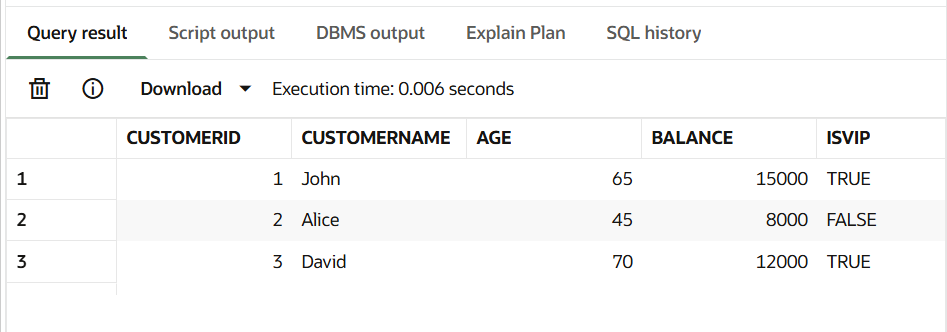 Query result Script output DBMS output Explain Plan SQL history
Download Execution time: 0.006 seconds
CUSTOMERID CUSTOMERNAME AGE BALANCE ISVIP
1 1 John 65 15000 TRUE
2 2 Alice 45 8000 FALSE
3 3 David 70 12000 TRUE